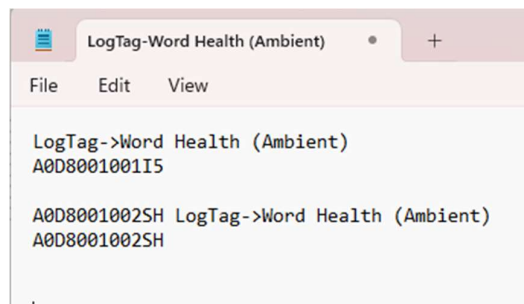 LogTag-Word Health (Ambient)
File Edit View
LogTag->Word Health (Ambient)
A0D8001001I5
A0D8001002SH LogTag->Word Health (Ambient)
A0D8001002SH